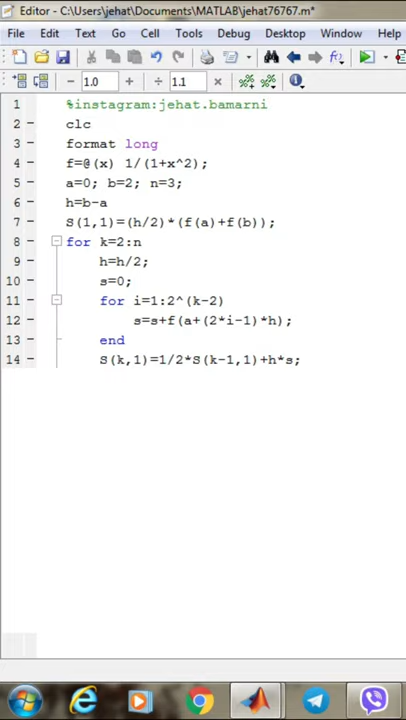 Editor - C:\Users\jehat\Documents\MATLAB\jehat76767.m*
File Edit Text Go Cell Tools Debug Desktop Window Help
− 1.0 + ÷ 1.1 ×
1 %instagram:jehat.bamarni
2 – clc
3 – format long
4 – f=@(x) 1/(1+x^2);
5 – a=0; b=2; n=3;
6 – h=b-a
7 – S(1,1)=(h/2)*(f(a)+f(b));
8 – for k=2:n
9 – h=h/2;
10 – s=0;
11 – for i=1:2^(k-2)
12 – s=s+f(a+(2*i-1)*h);
13 – end
14 – S(k,1)=1/2*S(k-1,1)+h*s;